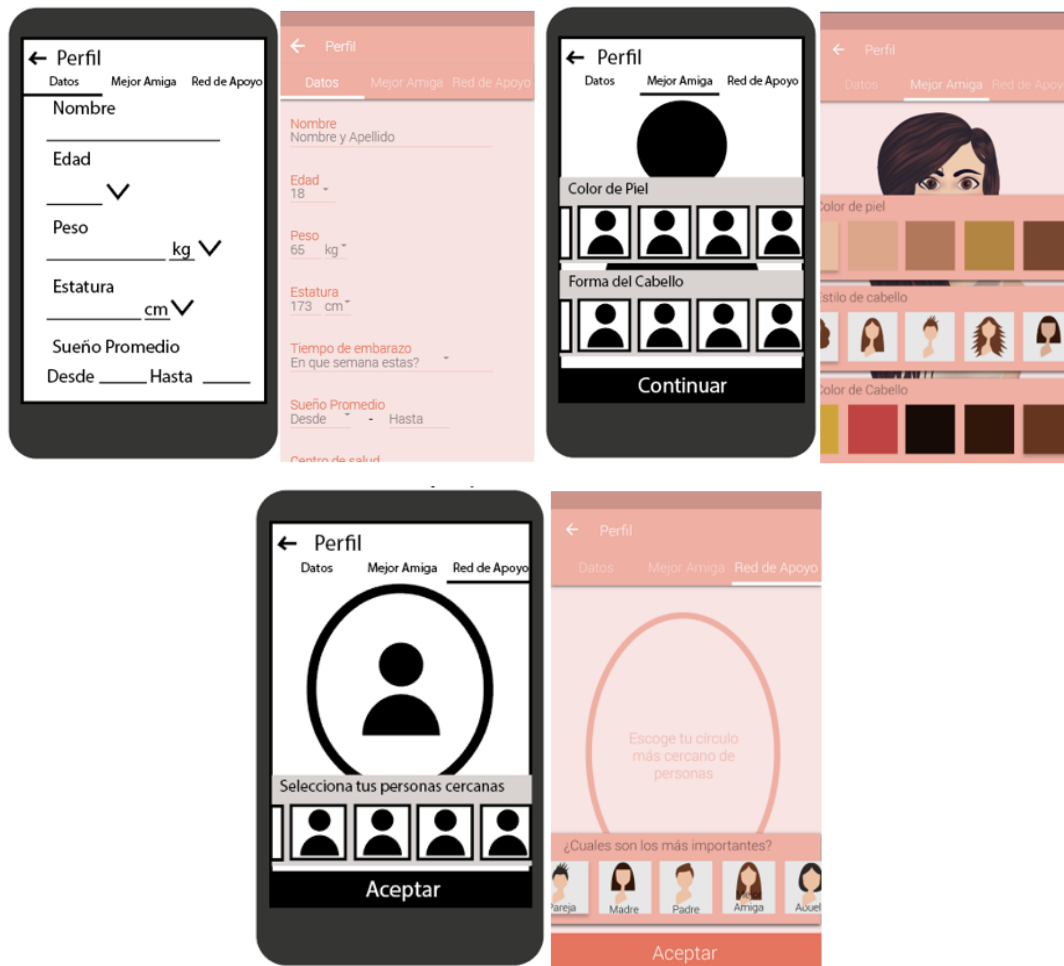 Perfil
Datos Mejor Amiga Red de Apoyo
Nombre
Edad
Peso
kg
Estatura
cm
Sueño Promedio
Desde Hasta
Perfil
Datos Mejor Amiga Red de Apoyo
Nombre
Nombre y Apellido
Edad
18
Peso
65 kg
Estatura
173 cm
Tiempo de embarazo
En que semana estas?
Sueño Promedio
Desde - Hasta
Centro de salud
Perfil
Datos Mejor Amiga Red de Apoyo
Color de Piel
Forma del Cabello
Continuar
Perfil
Datos Mejor Amiga Red de Apoyo
Color de piel
Estilo de cabello
Color de Cabello
Perfil
Datos Mejor Amiga Red de Apoyo
Selecciona tus personas cercanas
Aceptar
Perfil
Datos Mejor Amiga Red de Apoyo
Escoge tu círculo
más cercano de
personas
¿Cuales son los más importantes?
Pareja Madre Padre Mejor Amiga Abuel
Aceptar